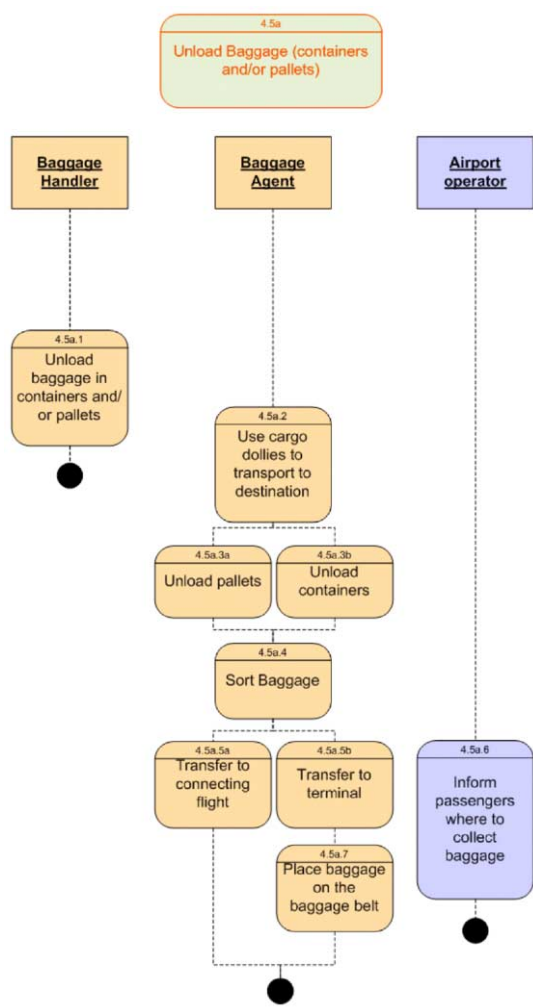 4.5a
Unload Baggage (containers
and/or pallets)
Baggage
Handler
Baggage
Agent
Airport
operator
4.5a.1
Unload
baggage in
containers and/
or pallets
4.5a.2
Use cargo
dollies to
transport to
destination
4.5a.3a
Unload pallets
4.5a.3b
Unload
containers
4.5a.4
Sort Baggage
4.5a.5a
Transfer to
connecting
flight
4.5a.5b
Transfer to
terminal
4.5a.6
Inform
passengers
where to
collect
baggage
4.5a.7
Place baggage
on the
baggage belt